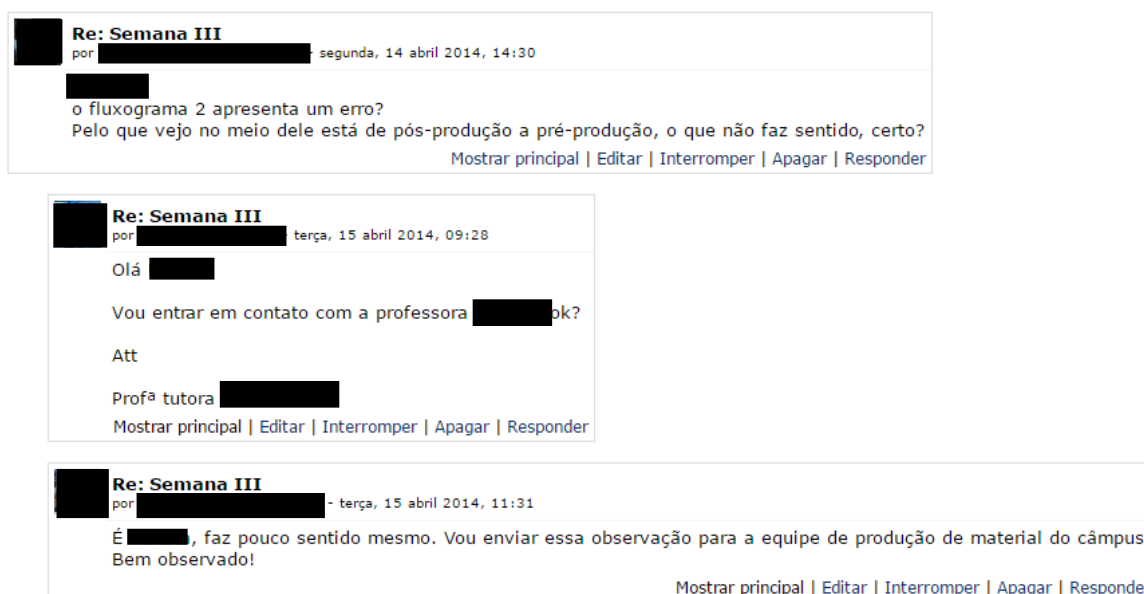 Re: Semana III
por - segunda, 14 abril 2014, 14:30
o fluxograma 2 apresenta um erro?
Pelo que vejo no meio dele está de pós-produção a pré-produção, o que não faz sentido, certo?
Mostrar principal | Editar | Interromper | Apagar | Responder
Re: Semana III
por terça, 15 abril 2014, 09:28
Olá
Vou entrar em contato com a professora ok?
Att
Profª tutora
Mostrar principal | Editar | Interromper | Apagar | Responder
Re: Semana III
por - terça, 15 abril 2014, 11:31
É , faz pouco sentido mesmo. Vou enviar essa observação para a equipe de produção de material do câmpus
Bem observado!
Mostrar principal | Editar | Interromper | Apagar | Responde